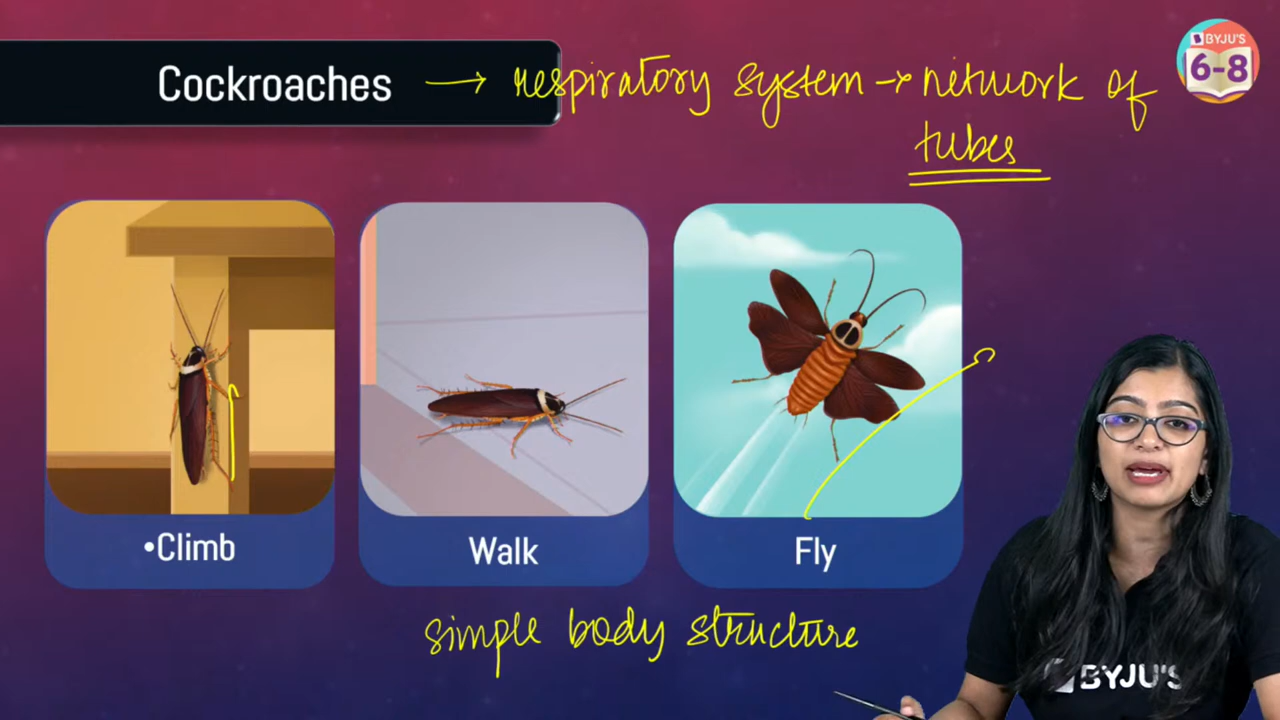 Cockroaches → respiratory system → network of
tubes
BYJU'S
6-8
•Climb
Walk
Fly
simple body structure
BYJU'S